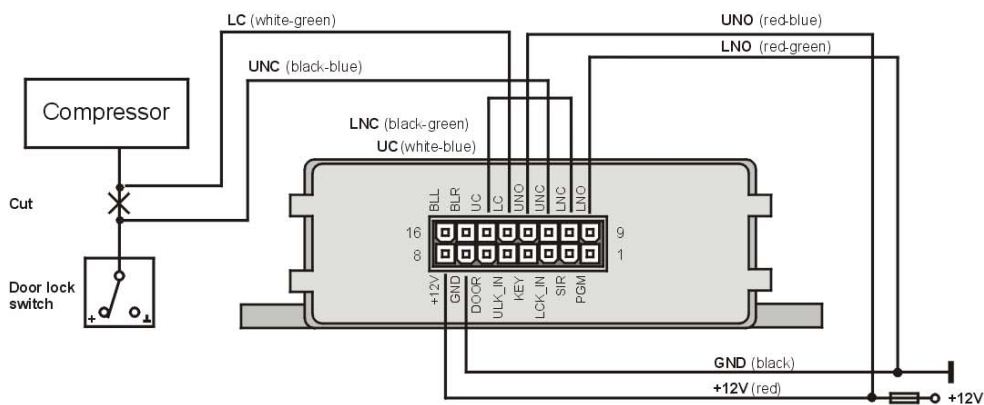 LC (white-green)
UNO (red-blue)
LNO (red-green)
UNC (black-blue)
Compressor
LNC (black-green)
UC (white-blue)
BLL BLR UC LC UNO UNC LNC LNO
Cut
16 9
8 1
Door lock
switch
+ ⊥
+12V GND DOOR ULK_IN KEY LCK_IN SIR PGM
GND (black)
+12V (red)
+12V